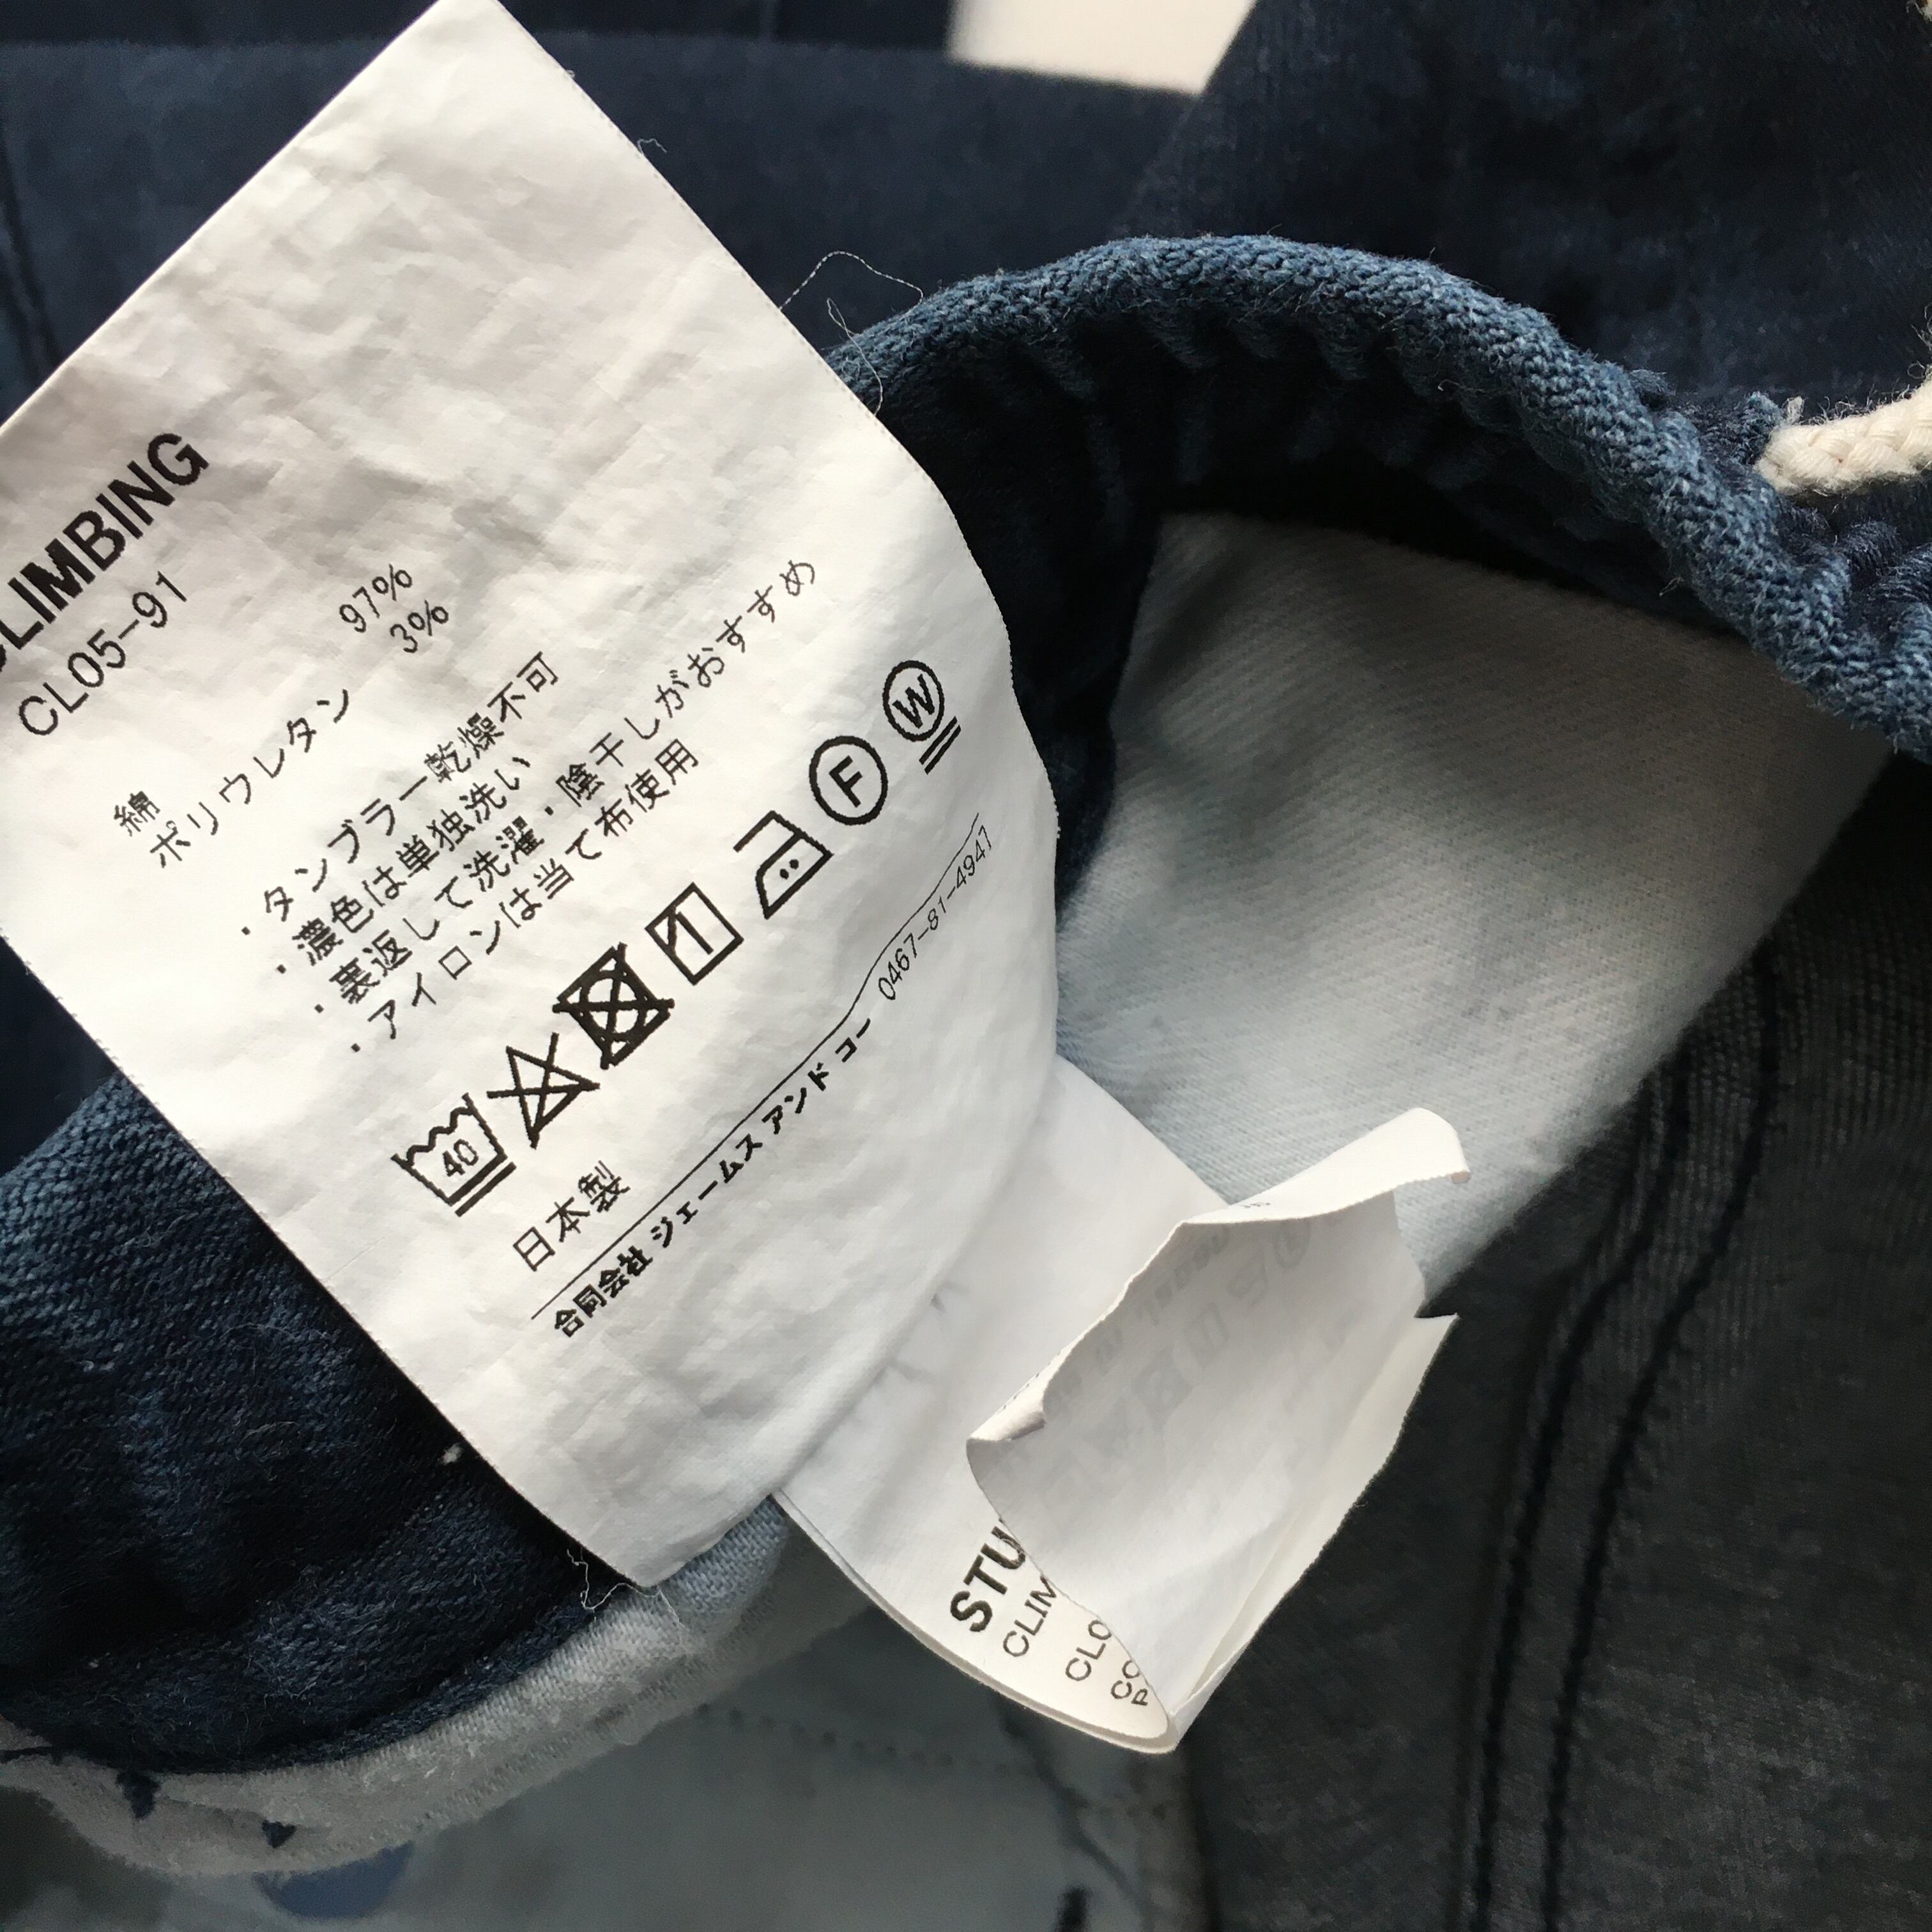 CLIMBING
CL05-91
綿 97%
ポリウレタン 3%
・タンブラー乾燥不可
・濃色は単独洗い
・裏返して洗濯・陰干しがおすすめ
・アイロンは当て布使用
40 1 F W
日本製
合同会社 ジェームス アンド コー 0467-81-4947
STU
CLIM
CLO
CO
P